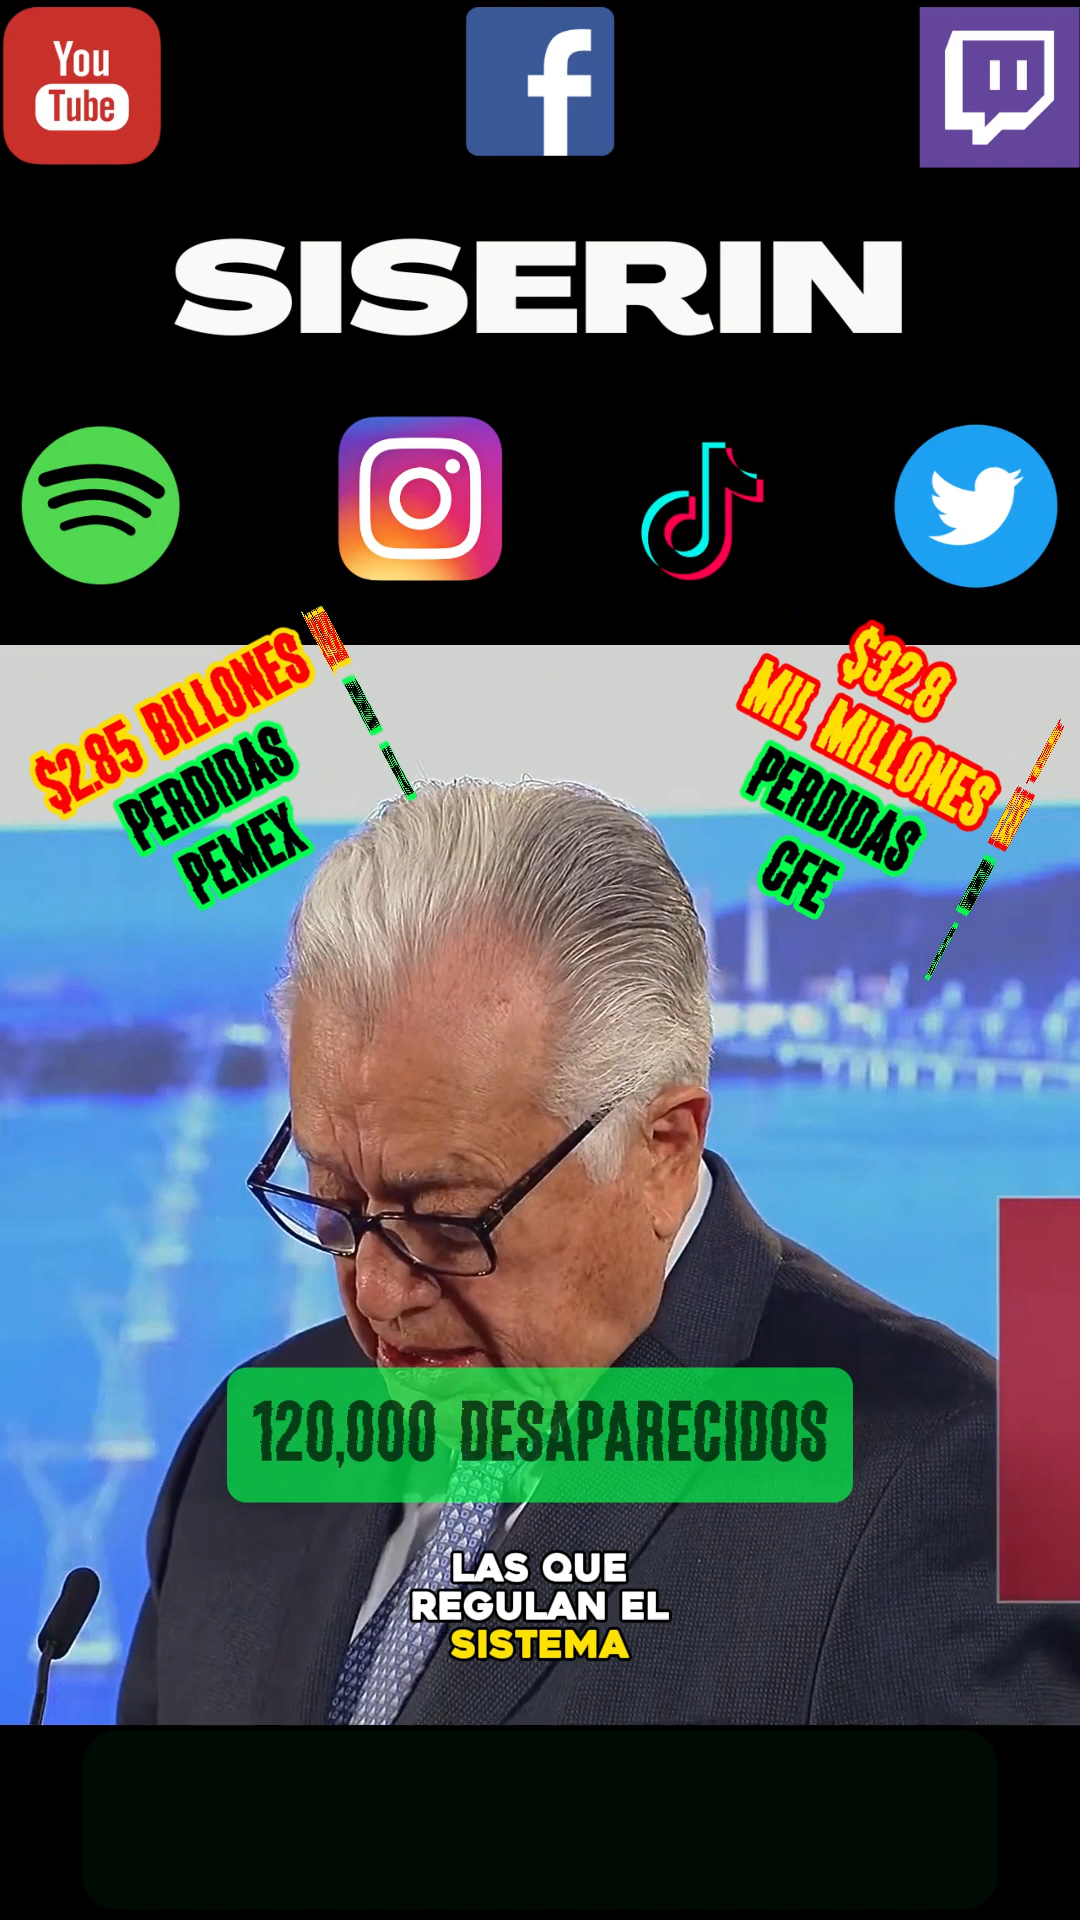 You
Tube
SISERIN
$2.85 BILLONES
PERDIDAS
PEMEX
$32.8
MIL MILLONES
PERDIDAS
CFE
120,000 DESAPARECIDOS
LAS QUE
REGULAN EL
SISTEMA